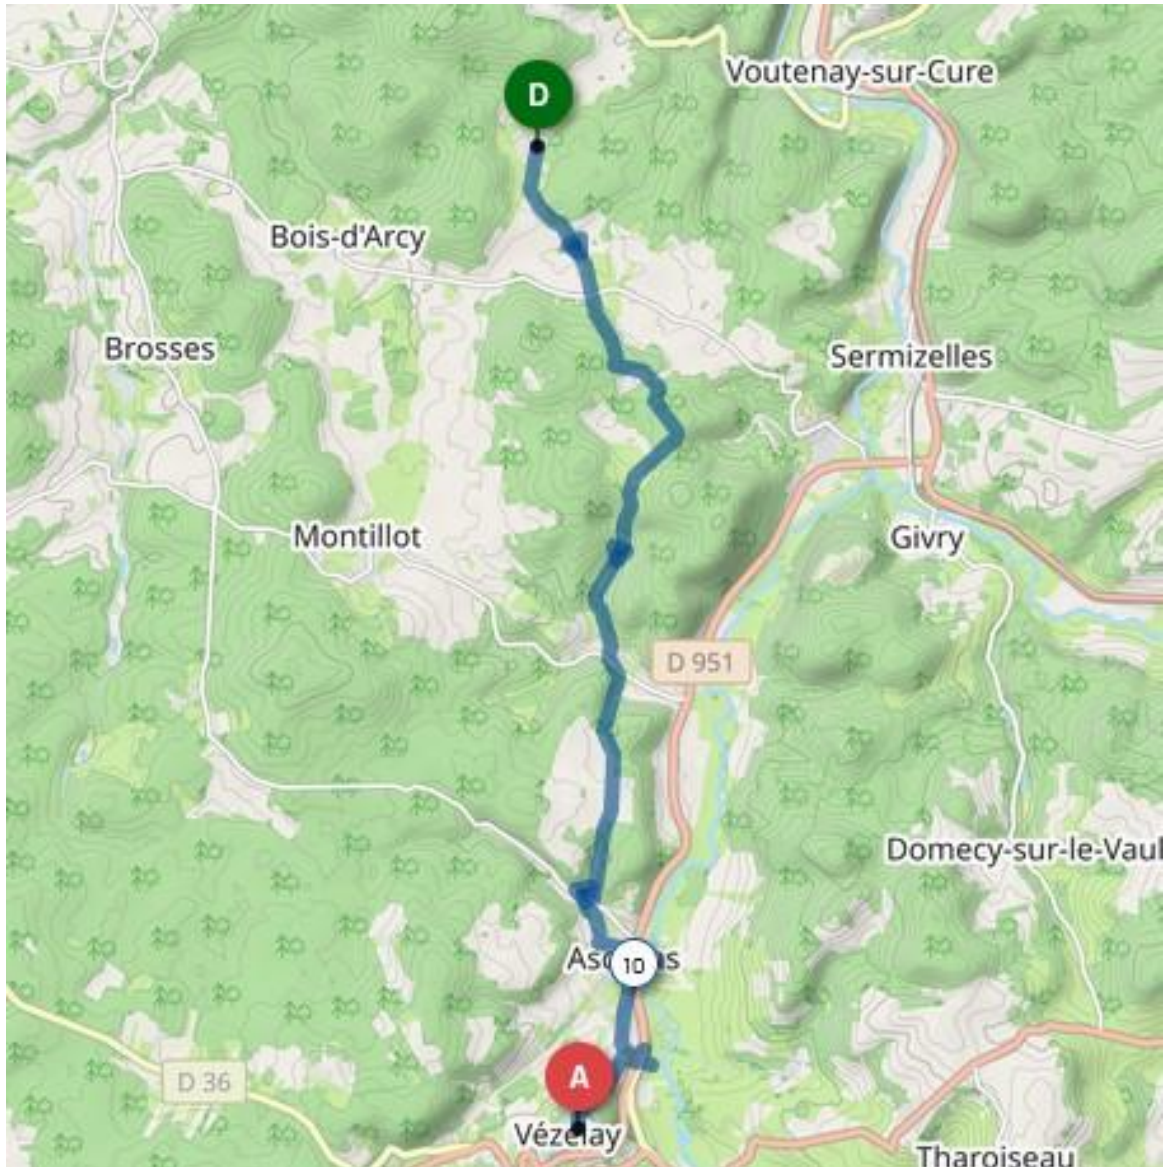 D
Voutenay-sur-Cure
Bois-d'Arcy
Brosses
Sermizelles
Montillot
Givry
D 951
Domecy-sur-le-Vaul
10
A
D 36
Vézelay
Tharoiseau